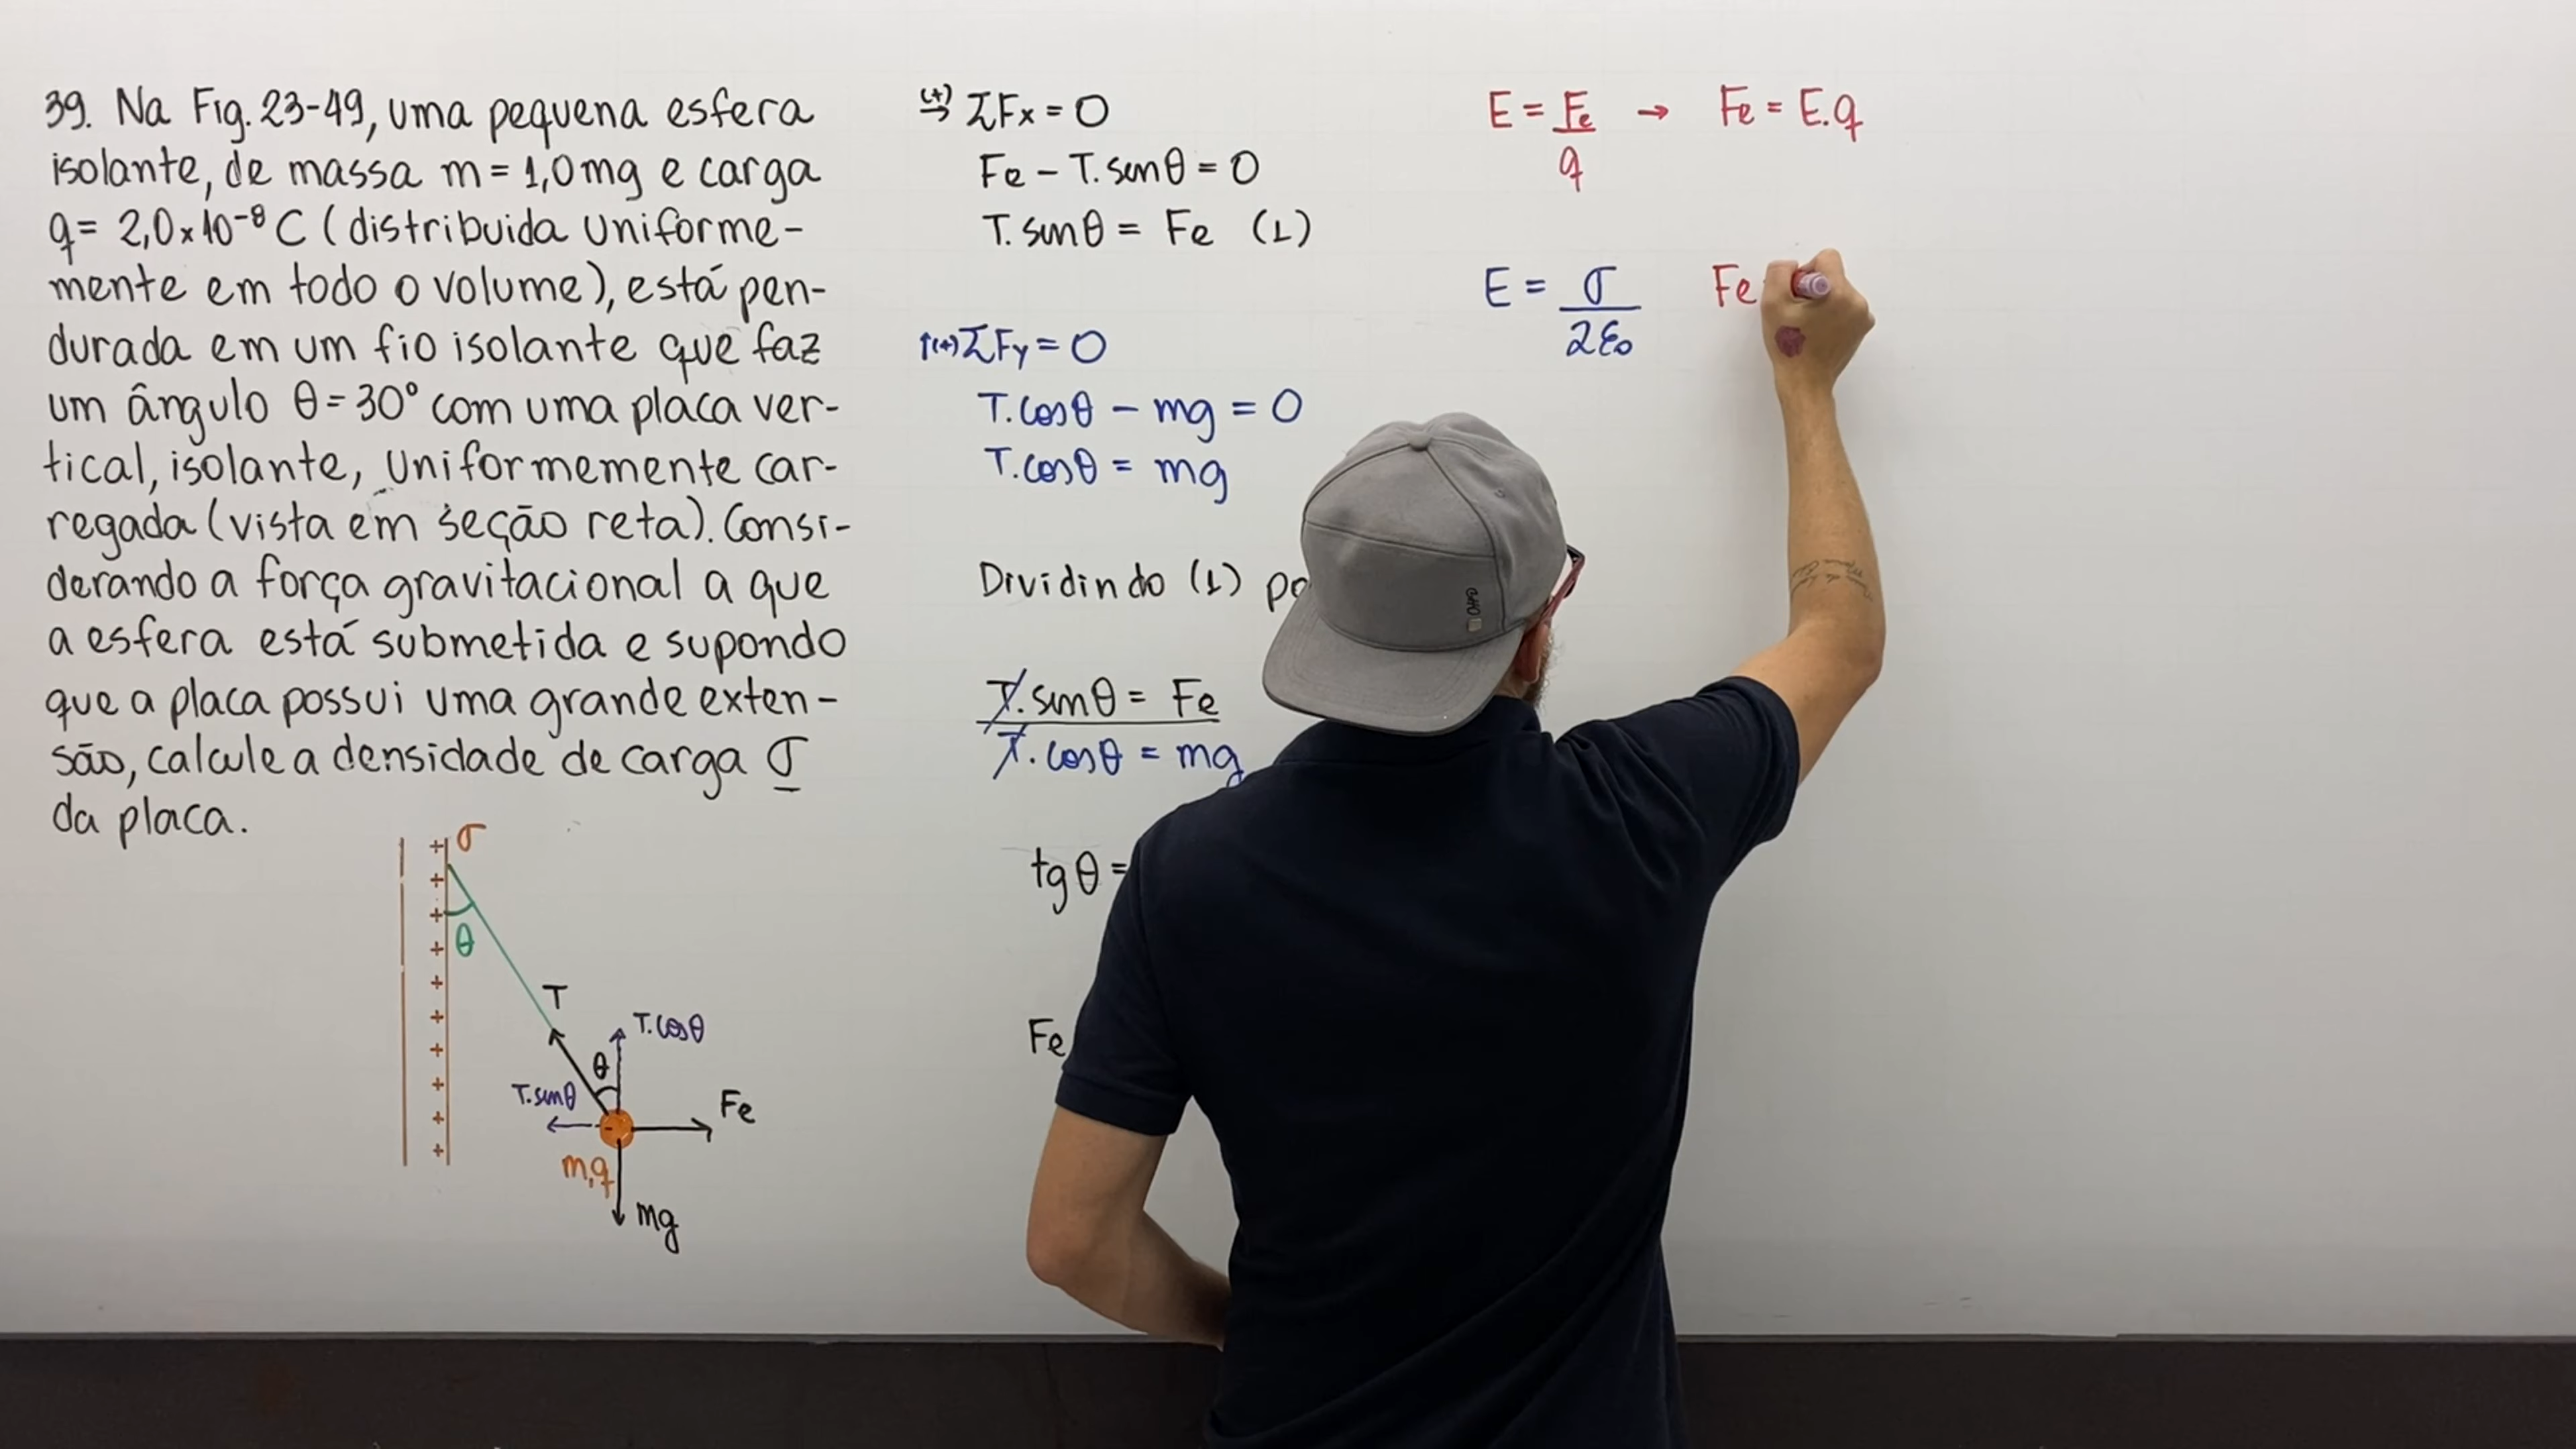 39. Na Fig. 23-49, uma pequena esfera
isolante, de massa m = 1,0 mg e carga
q = 2,0 × 10⁻⁸ C (distribuida uniforme-
mente em todo o volume), está pen-
durada em um fio isolante que faz
um ângulo θ = 30° com uma placa ver-
tical, isolante, uniformemente car-
regada (vista em seção reta). Consi-
derando a força gravitacional a que
a esfera está submetida e supondo
que a placa possui uma grande exten-
são, calcule a densidade de carga σ
da placa.
σ
θ
T
T.cosθ
θ
T.senθ
Fe
m,q
mg
(+) → ΣFx = 0
Fe − T.senθ = 0
T.senθ = Fe (1)
↑(+) ΣFy = 0
T.cosθ − mg = 0
T.cosθ = mg
Dividindo (1)
T.senθ = Fe
T.cosθ = mg
tgθ =
Fe
E = Fe/q → Fe = E.q
E = σ/2ε₀
Fe